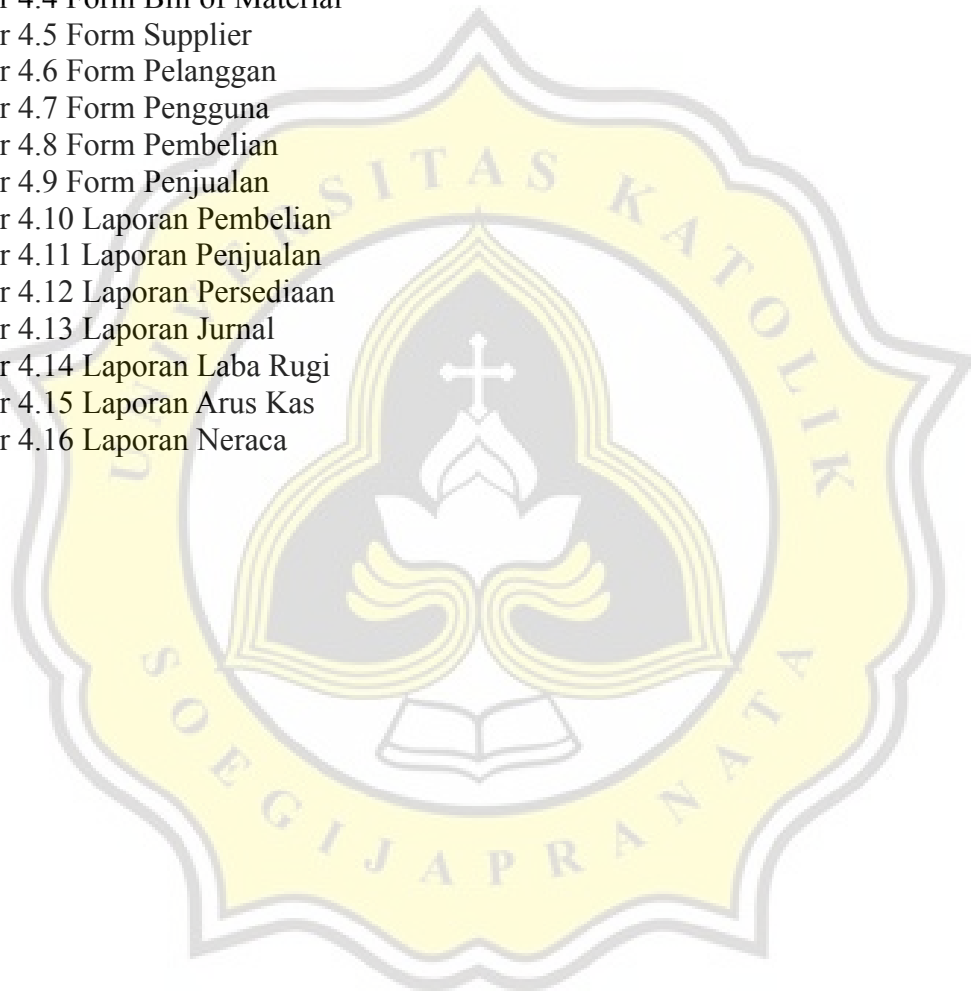 r 4.4 Form Bill of Material
r 4.5 Form Supplier
r 4.6 Form Pelanggan
r 4.7 Form Pengguna
r 4.8 Form Pembelian
r 4.9 Form Penjualan
r 4.10 Laporan Pembelian
r 4.11 Laporan Penjualan
r 4.12 Laporan Persediaan
r 4.13 Laporan Jurnal
r 4.14 Laporan Laba Rugi
r 4.15 Laporan Arus Kas
r 4.16 Laporan Neraca
UNIVERSITAS KATOLIK
SOEGIJAPRANATA